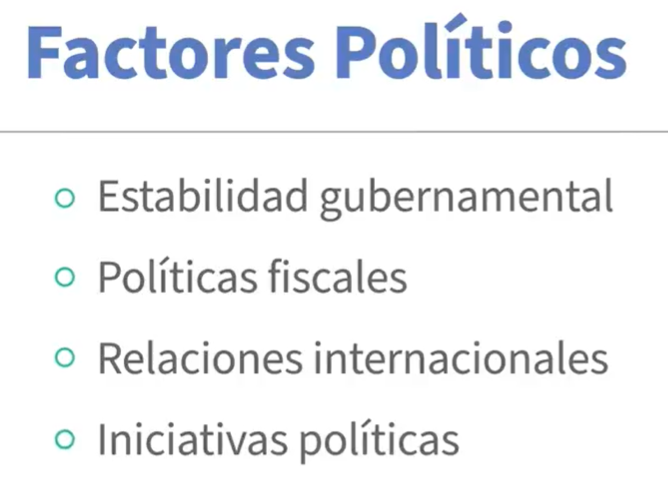 Factores Políticos
Estabilidad gubernamental
Políticas fiscales
Relaciones internacionales
Iniciativas políticas